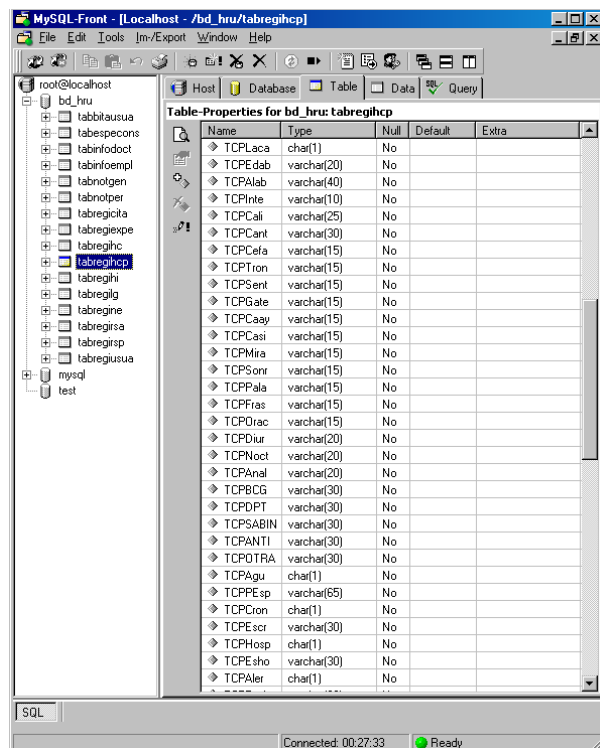 MySQL-Front - [Localhost - /bd_hru/tabregihcp]
File Edit Tools Im-/Export Window Help
root@localhost
bd_hru
tabbitausua
tabespecons
tabinfodoct
tabinfoempl
tabnotgen
tabnotper
tabregicita
tabregiexpe
tabregihc
tabregihcp
tabregihi
tabregilg
tabregine
tabregirsa
tabregirsp
tabregiusua
mysql
test
Host Database Table Data SQL Query
Table-Properties for bd_hru: tabregihcp
Name Type Null Default Extra
TCPLaca char(1) No
TCPEdab varchar(20) No
TCPAlab varchar(40) No
TCPInte varchar(10) No
TCPCali varchar(25) No
TCPCant varchar(30) No
TCPCefa varchar(15) No
TCPTron varchar(15) No
TCPSent varchar(15) No
TCPGate varchar(15) No
TCPCaay varchar(15) No
TCPCasi varchar(15) No
TCPMira varchar(15) No
TCPSonr varchar(15) No
TCPPala varchar(15) No
TCPFras varchar(15) No
TCPOrac varchar(15) No
TCPDiur varchar(20) No
TCPNoct varchar(20) No
TCPAnal varchar(20) No
TCPBCG varchar(30) No
TCPDPT varchar(30) No
TCPSABIN varchar(30) No
TCPANTI varchar(30) No
TCPOTRA varchar(30) No
TCPAgu char(1) No
TCPPEsp varchar(65) No
TCPCron char(1) No
TCPEscr varchar(30) No
TCPHosp char(1) No
TCPEsho varchar(30) No
TCPAler char(1) No
SQL
Connected: 00:27:33 Ready